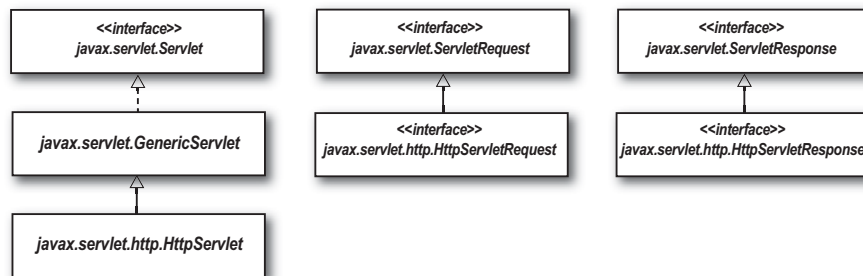 <<interface>>
javax.servlet.Servlet
<<interface>>
javax.servlet.ServletRequest
<<interface>>
javax.servlet.ServletResponse
javax.servlet.GenericServlet
<<interface>>
javax.servlet.http.HttpServletRequest
<<interface>>
javax.servlet.http.HttpServletResponse
javax.servlet.http.HttpServlet